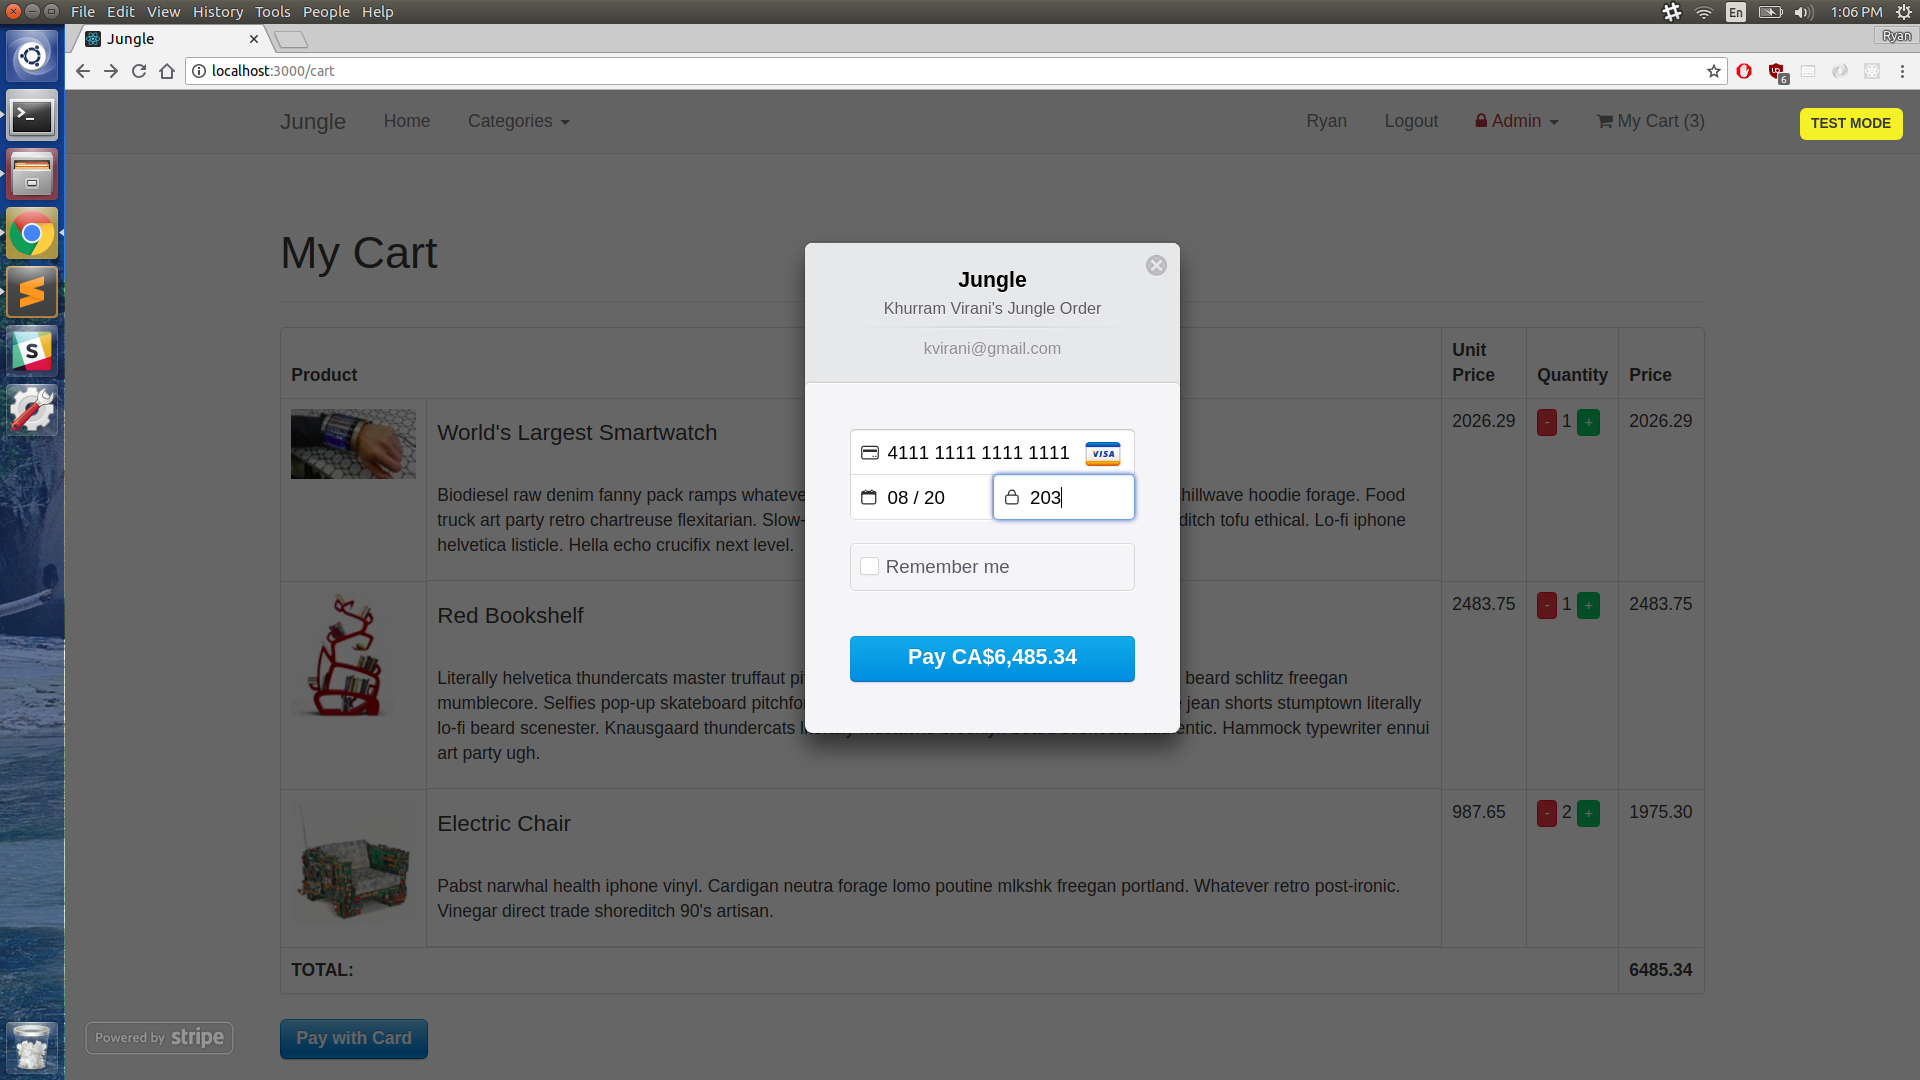 File Edit View History Tools People Help
En
1:06 PM
Jungle
Ryan
localhost:3000/cart
6
Jungle Home Categories Ryan Logout Admin My Cart (3)
TEST MODE
My Cart
Product Unit Price Quantity Price
World's Largest Smartwatch
2026.29 - 1 + 2026.29
Biodiesel raw denim fanny pack ramps whateve
hillwave hoodie forage. Food
truck art party retro chartreuse flexitarian. Slow-
ditch tofu ethical. Lo-fi iphone
helvetica listicle. Hella echo crucifix next level.
Red Bookshelf
2483.75 - 1 + 2483.75
Literally helvetica thundercats master truffaut
beard schlitz freegan
mumblecore. Selfies pop-up skateboard pitchfo
jean shorts stumptown literally
lo-fi beard scenester. Knausgaard thundercats
entic. Hammock typewriter ennui
art party ugh.
Electric Chair
987.65 - 2 + 1975.30
Pabst narwhal health iphone vinyl. Cardigan neutra forage lomo poutine mlkshk freegan portland. Whatever retro post-ironic.
Vinegar direct trade shoreditch 90's artisan.
TOTAL: 6485.34
Powered by stripe
Pay with Card
Jungle
Khurram Virani's Jungle Order
kvirani@gmail.com
4111 1111 1111 1111 VISA
08 / 20 203
Remember me
Pay CA$6,485.34